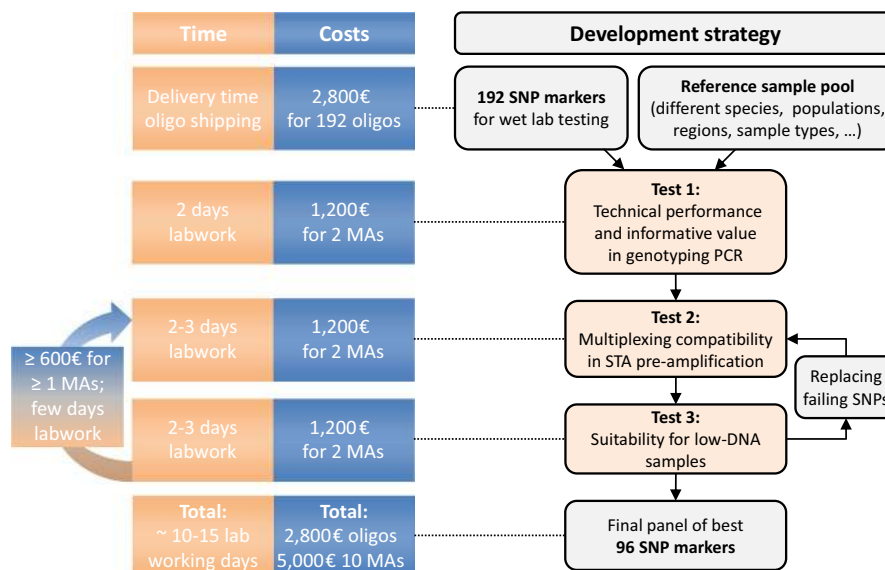 Time
Costs
Development strategy
Delivery time
oligo shipping
2,800€
for 192 oligos
192 SNP markers
for wet lab testing
Reference sample pool
(different species, populations,
regions, sample types, ...)
2 days
labwork
1,200€
for 2 MAs
Test 1:
Technical performance
and informative value
in genotyping PCR
2-3 days
labwork
1,200€
for 2 MAs
Test 2:
Multiplexing compatibility
in STA pre-amplification
≥ 600€ for
≥ 1 MAs;
few days
labwork
Replacing
failing SNPs
2-3 days
labwork
1,200€
for 2 MAs
Test 3:
Suitability for low-DNA
samples
Total:
~ 10-15 lab
working days
Total:
2,800€ oligos
5,000€ 10 MAs
Final panel of best
96 SNP markers